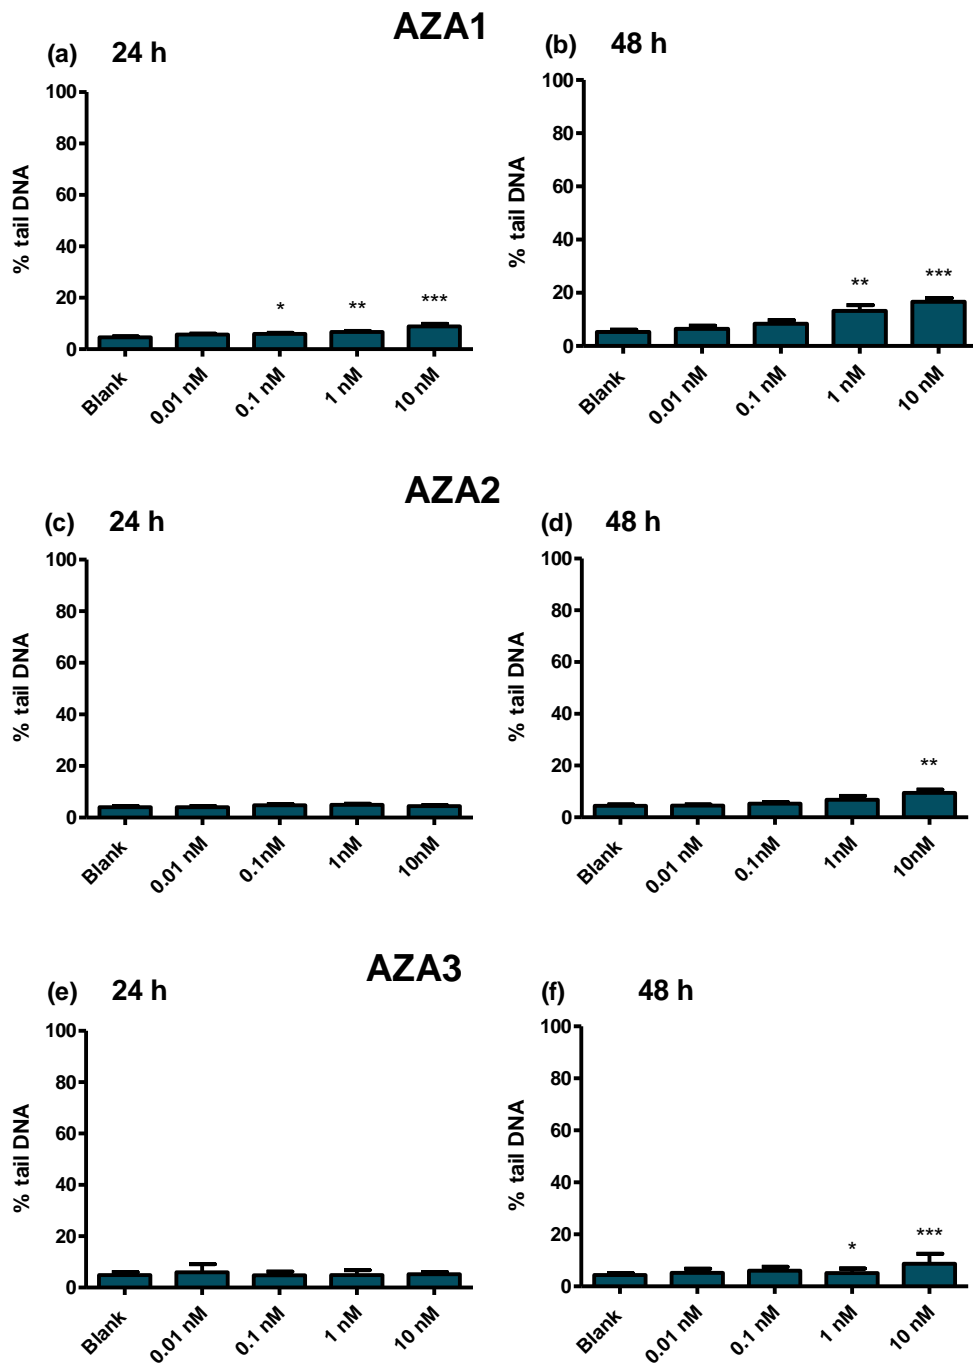 AZA1
(a) 24 h
% tail DNA
100
80
60
40
20
0
* ** ***
Blank 0.01 nM 0.1 nM 1 nM 10 nM
(b) 48 h
% tail DNA
100
80
60
40
20
0
** ***
Blank 0.01 nM 0.1 nM 1 nM 10 nM
AZA2
(c) 24 h
% tail DNA
100
80
60
40
20
0
Blank 0.01 nM 0.1nM 1nM 10nM
(d) 48 h
% tail DNA
100
80
60
40
20
0
**
Blank 0.01 nM 0.1nM 1nM 10nM
AZA3
(e) 24 h
% tail DNA
100
80
60
40
20
0
Blank 0.01 nM 0.1 nM 1 nM 10 nM
(f) 48 h
% tail DNA
100
80
60
40
20
0
* ***
Blank 0.01 nM 0.1 nM 1 nM 10 nM